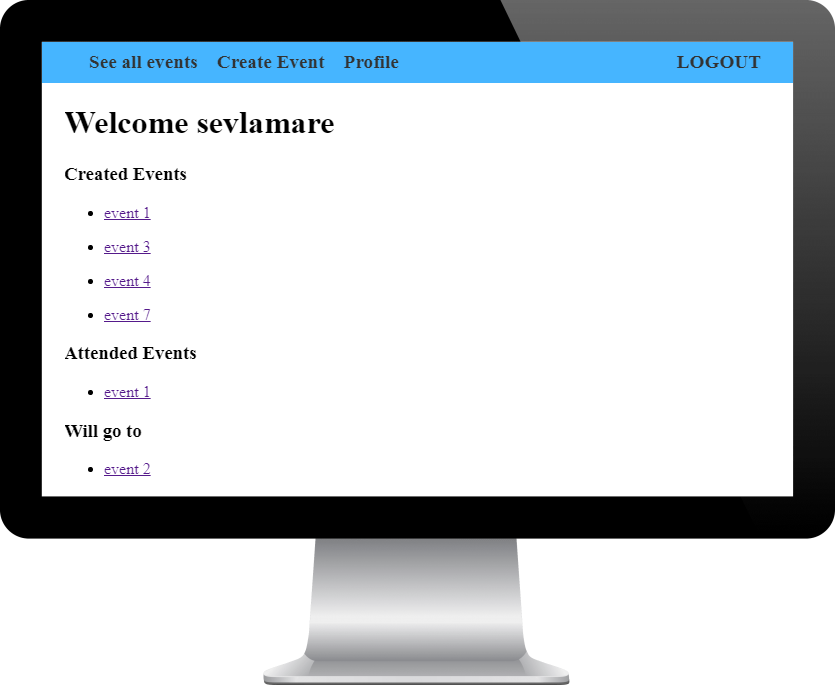 See all events Create Event Profile LOGOUT
Welcome sevlamare
Created Events
event 1
event 3
event 4
event 7
Attended Events
event 1
Will go to
event 2